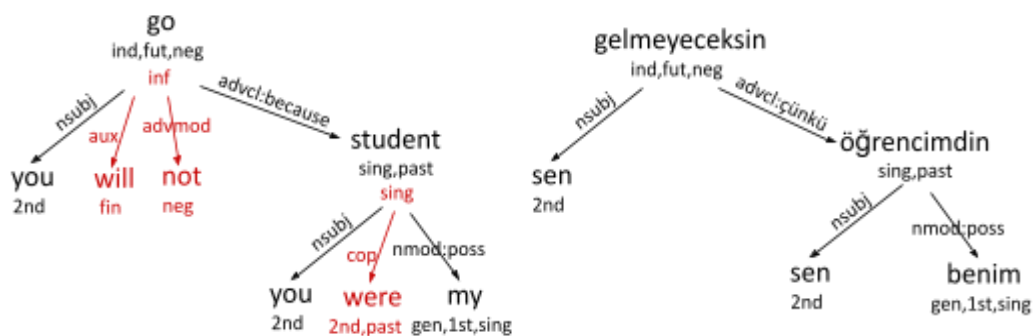 go
ind,fut,neg
inf
nsubj
aux
advmod
advcl:because
you
2nd
will
fin
not
neg
student
sing,past
sing
nsubj
cop
nmod:poss
you
2nd
were
2nd,past
my
gen,1st,sing
gelmeyeceksin
ind,fut,neg
nsubj
advcl:çünkü
sen
2nd
öğrencimdin
sing,past
nsubj
nmod:poss
sen
2nd
benim
gen,1st,sing